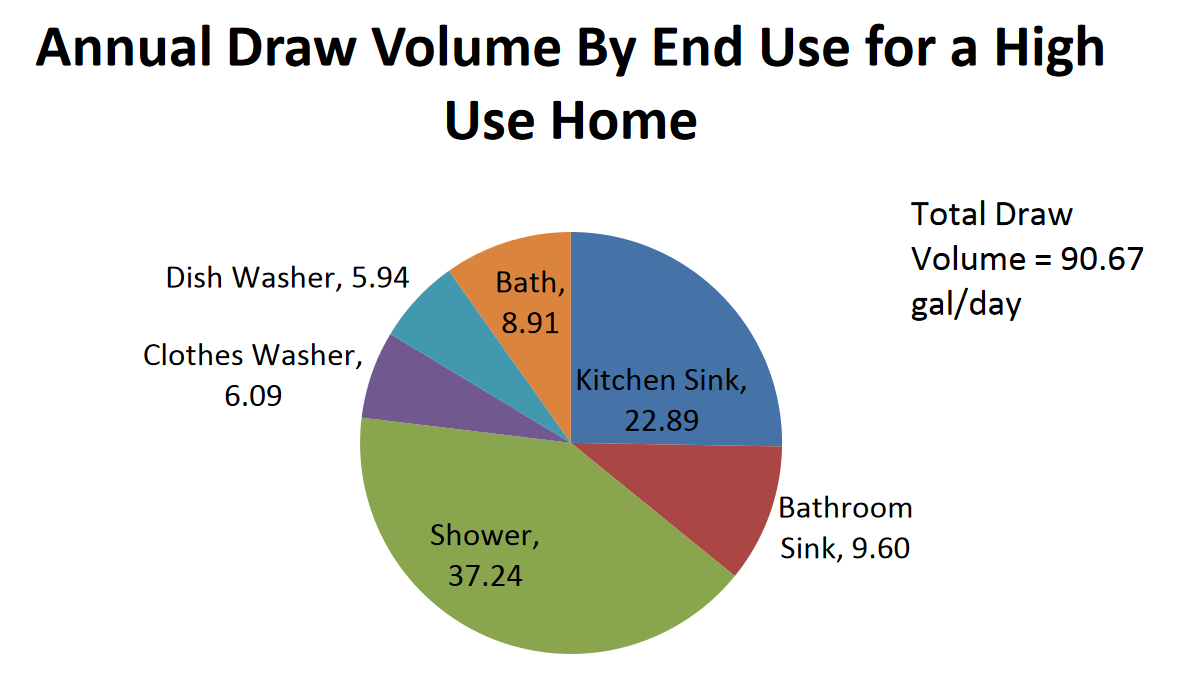 Annual Draw Volume By End Use for a High
Use Home
Total Draw
Volume = 90.67
gal/day
Dish Washer, 5.94
Bath,
8.91
Clothes Washer,
6.09
Kitchen Sink,
22.89
Bathroom
Sink, 9.60
Shower,
37.24